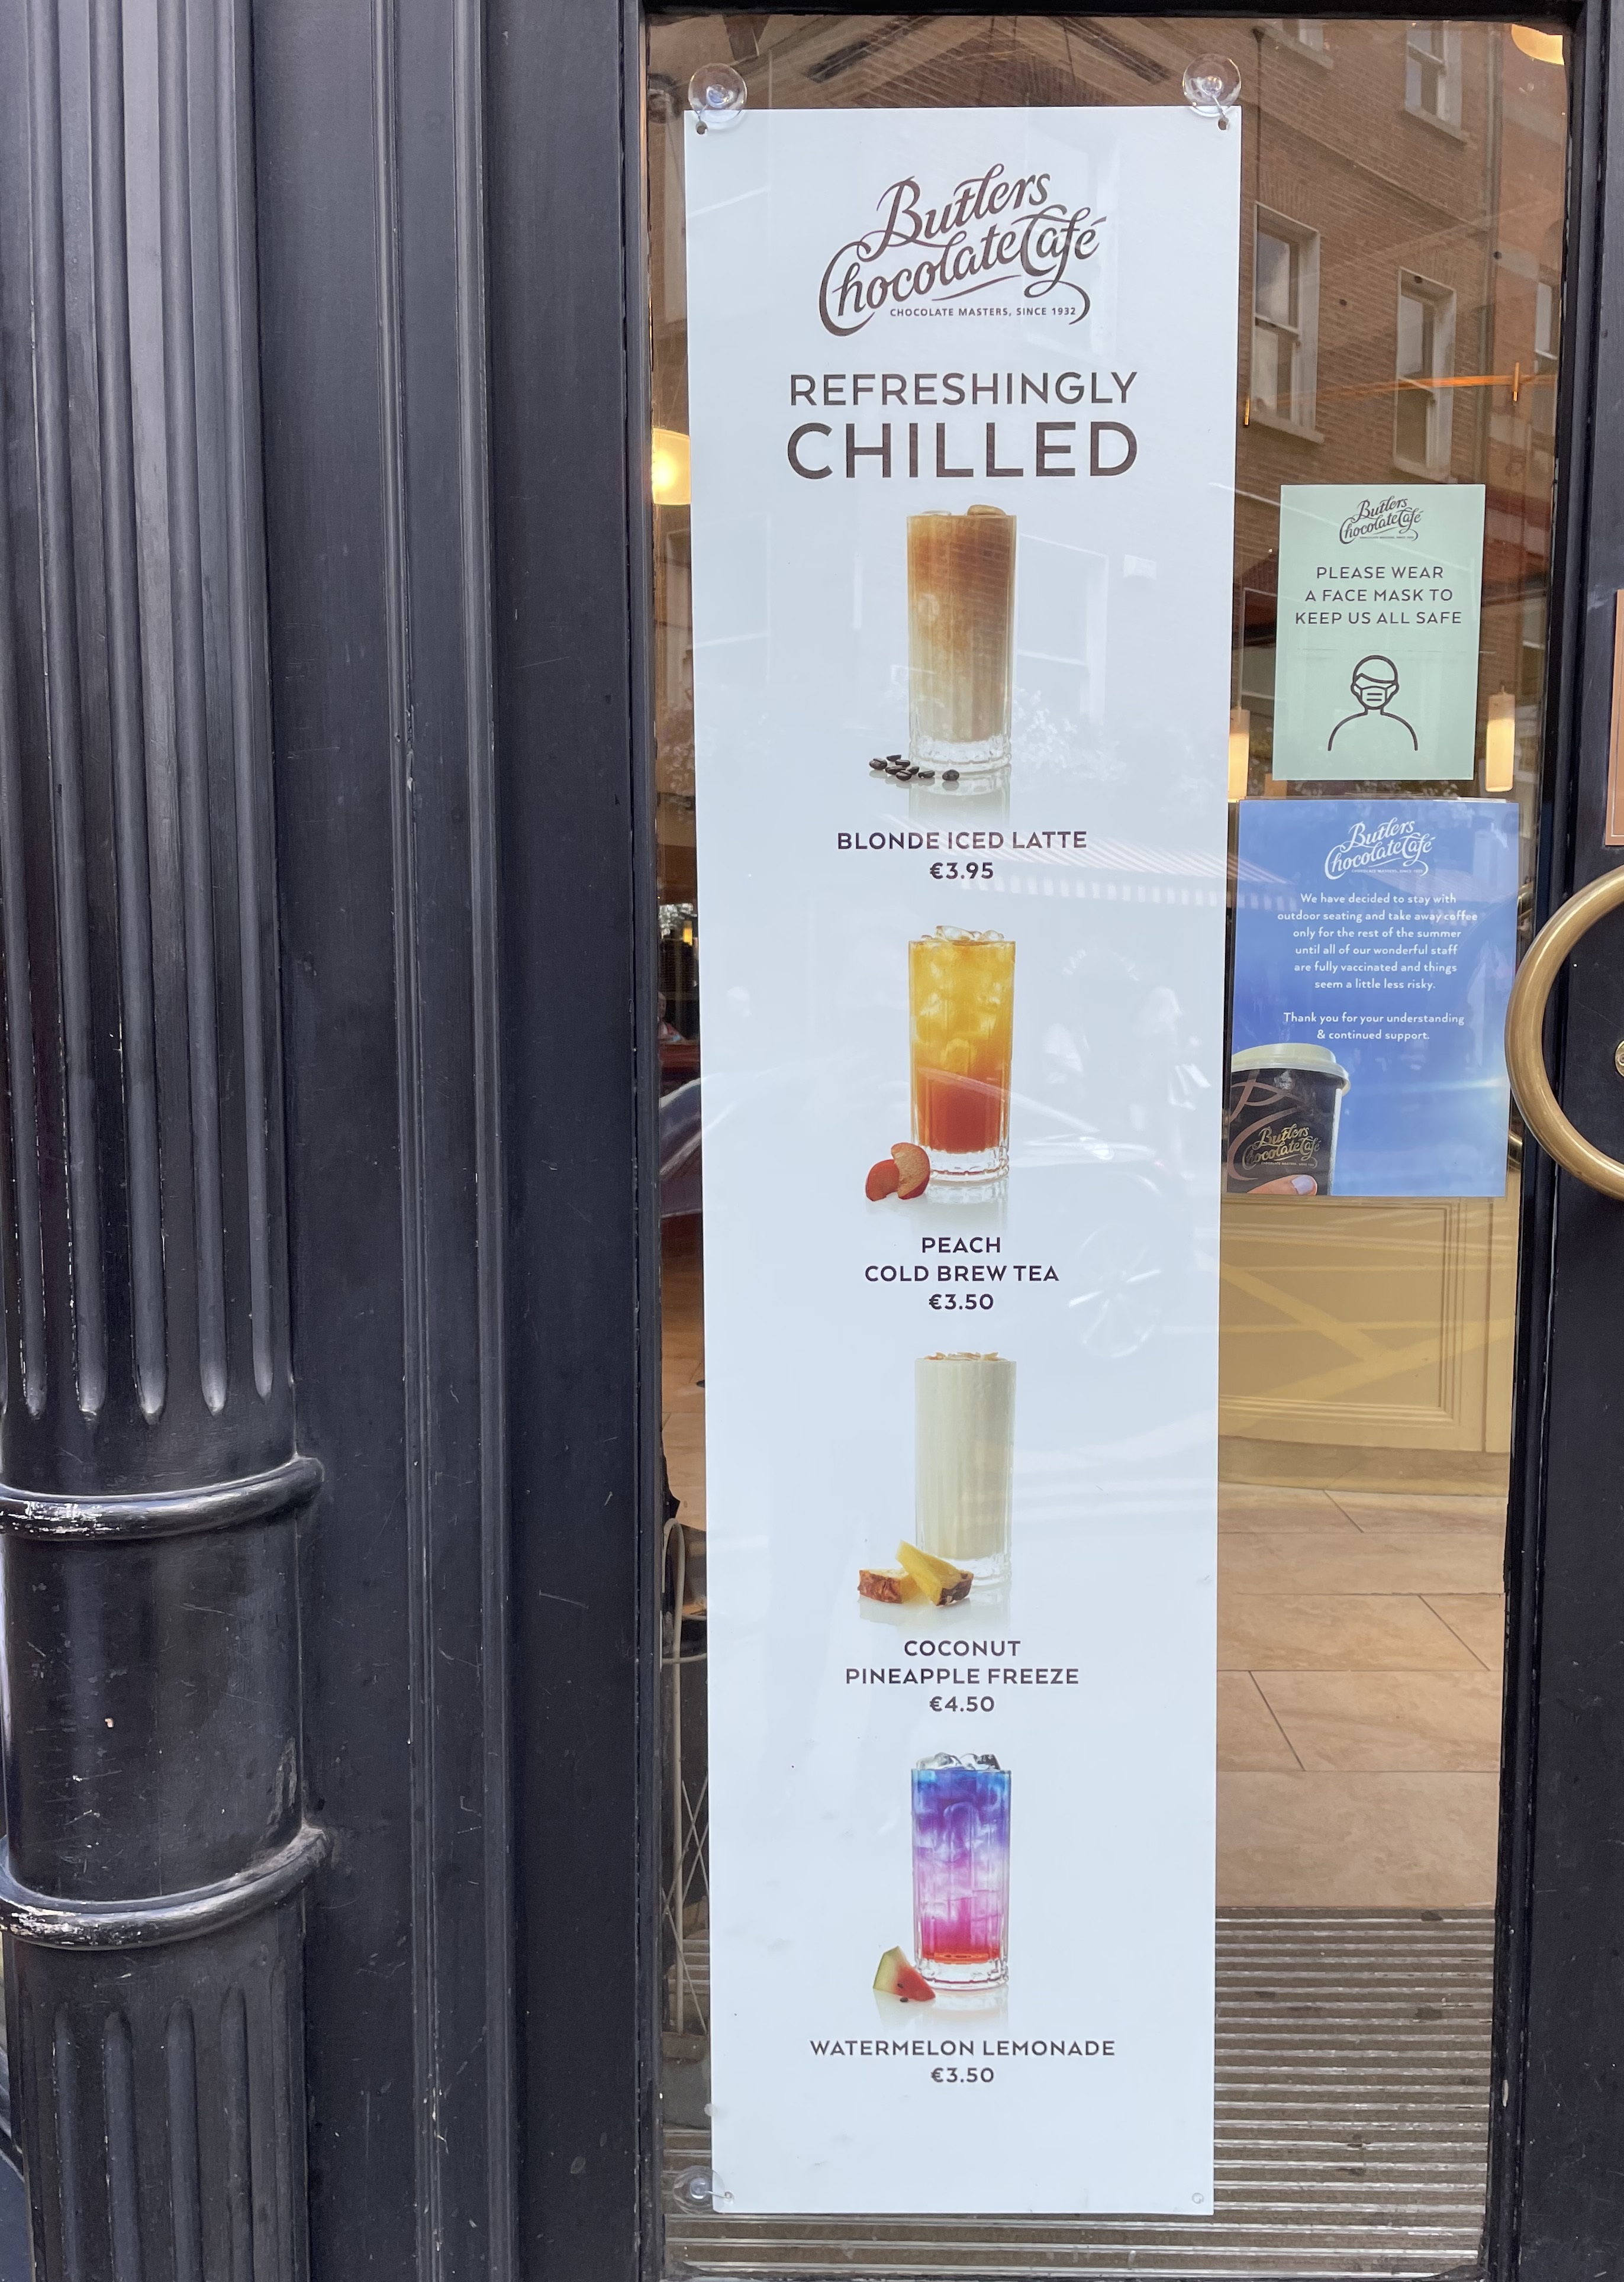 Butlers
Chocolate Café
CHOCOLATE MASTERS, SINCE 1932
REFRESHINGLY
CHILLED
BLONDE ICED LATTE
€3.95
PEACH
COLD BREW TEA
€3.50
COCONUT
PINEAPPLE FREEZE
€4.50
WATERMELON LEMONADE
€3.50
Butlers
Chocolate Café
PLEASE WEAR
A FACE MASK TO
KEEP US ALL SAFE
Butlers
Chocolate Café
CHOCOLATE MASTERS, SINCE 1932
We have decided to stay with
outdoor seating and take away coffee
only for the rest of the summer
until all of our wonderful staff
are fully vaccinated and things
seem a little less risky.
Thank you for your understanding
& continued support.
Butlers
Chocolate Café